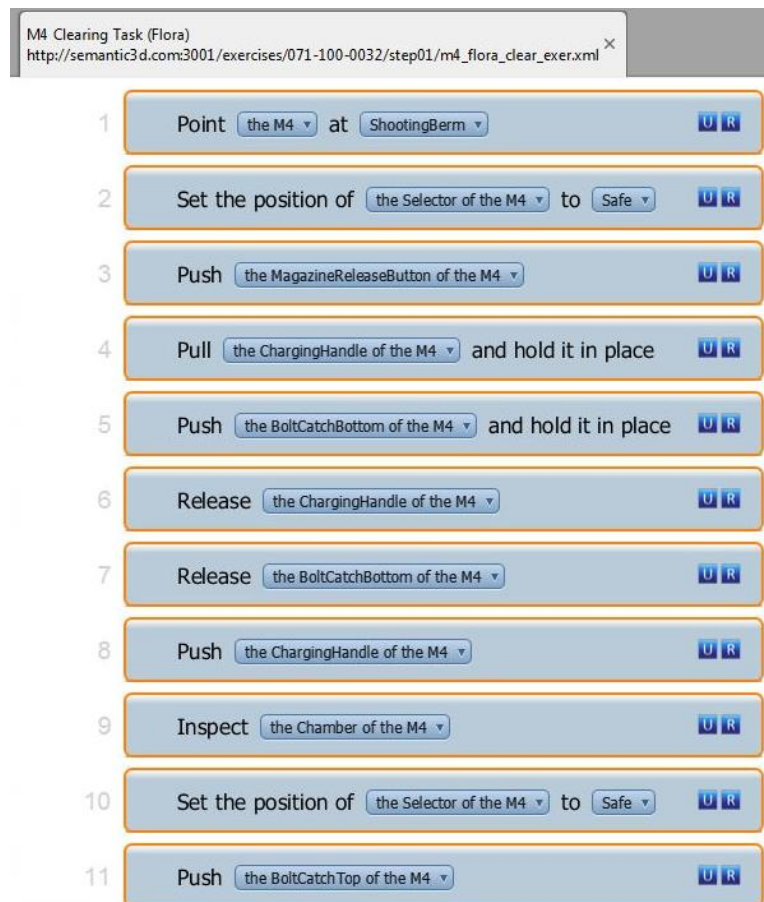 M4 Clearing Task (Flora)
http://semantic3d.com:3001/exercises/071-100-0032/step01/m4_flora_clear_exer.xml ×
1 Point the M4 at ShootingBerm U R
2 Set the position of the Selector of the M4 to Safe U R
3 Push the MagazineReleaseButton of the M4 U R
4 Pull the ChargingHandle of the M4 and hold it in place U R
5 Push the BoltCatchBottom of the M4 and hold it in place U R
6 Release the ChargingHandle of the M4 U R
7 Release the BoltCatchBottom of the M4 U R
8 Push the ChargingHandle of the M4 U R
9 Inspect the Chamber of the M4 U R
10 Set the position of the Selector of the M4 to Safe U R
11 Push the BoltCatchTop of the M4 U R